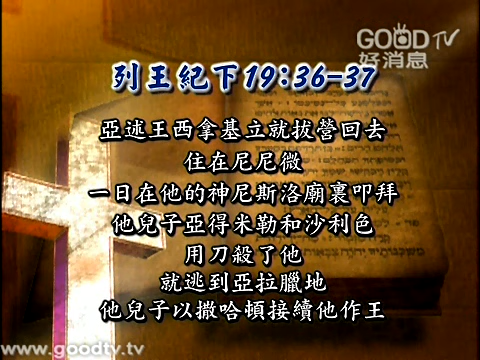 GOOD TV
好消息
列王紀下19:36-37
亞述王西拿基立就拔營回去
住在尼尼微
一日在他的神尼斯洛廟裏叩拜
他兒子亞得米勒和沙利色
用刀殺了他
就逃到亞拉臘地
他兒子以撒哈頓接續他作王
www.goodtv.tv